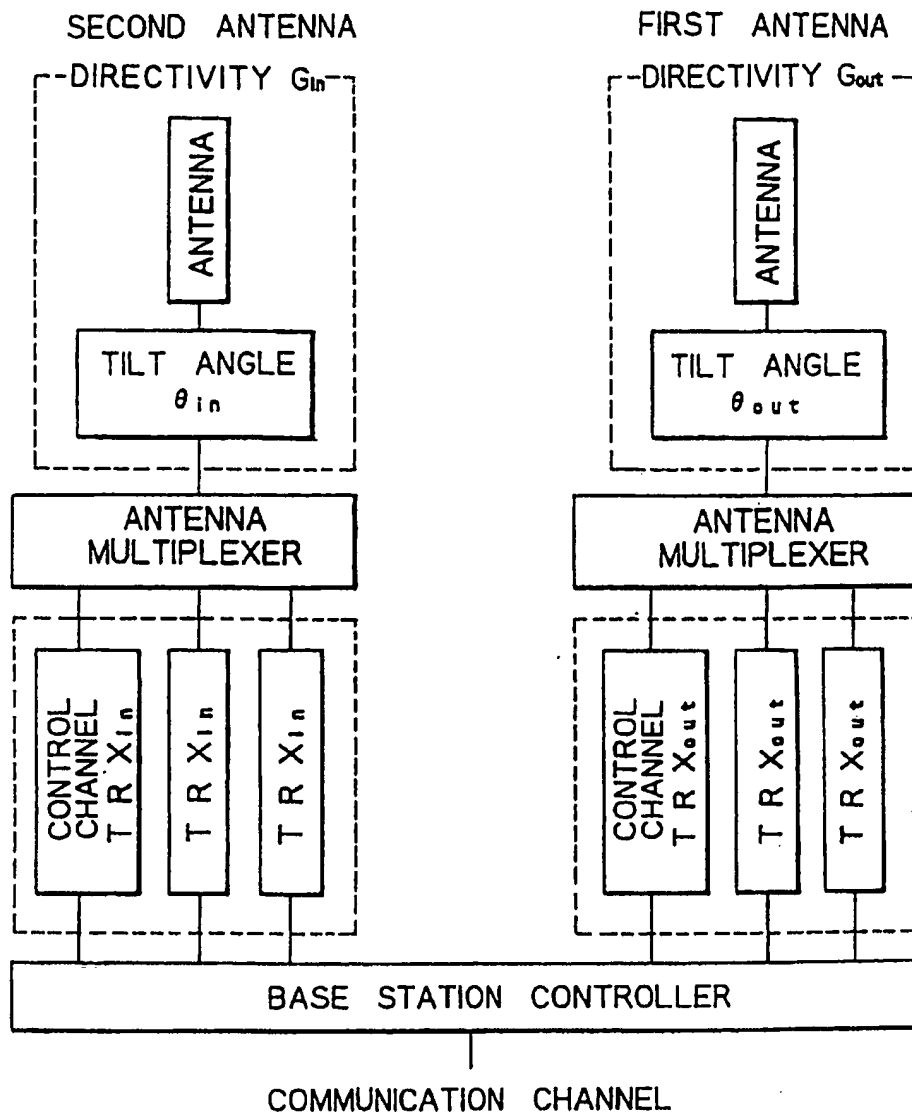 SECOND ANTENNA
DIRECTIVITY Gin
ANTENNA
TILT ANGLE
θin
ANTENNA
MULTIPLEXER
CONTROL
CHANNEL
TRXin
TRXin
TRXin
FIRST ANTENNA
DIRECTIVITY Gout
ANTENNA
TILT ANGLE
θout
ANTENNA
MULTIPLEXER
CONTROL
CHANNEL
TRXout
TRXout
TRXout
BASE STATION CONTROLLER
COMMUNICATION CHANNEL